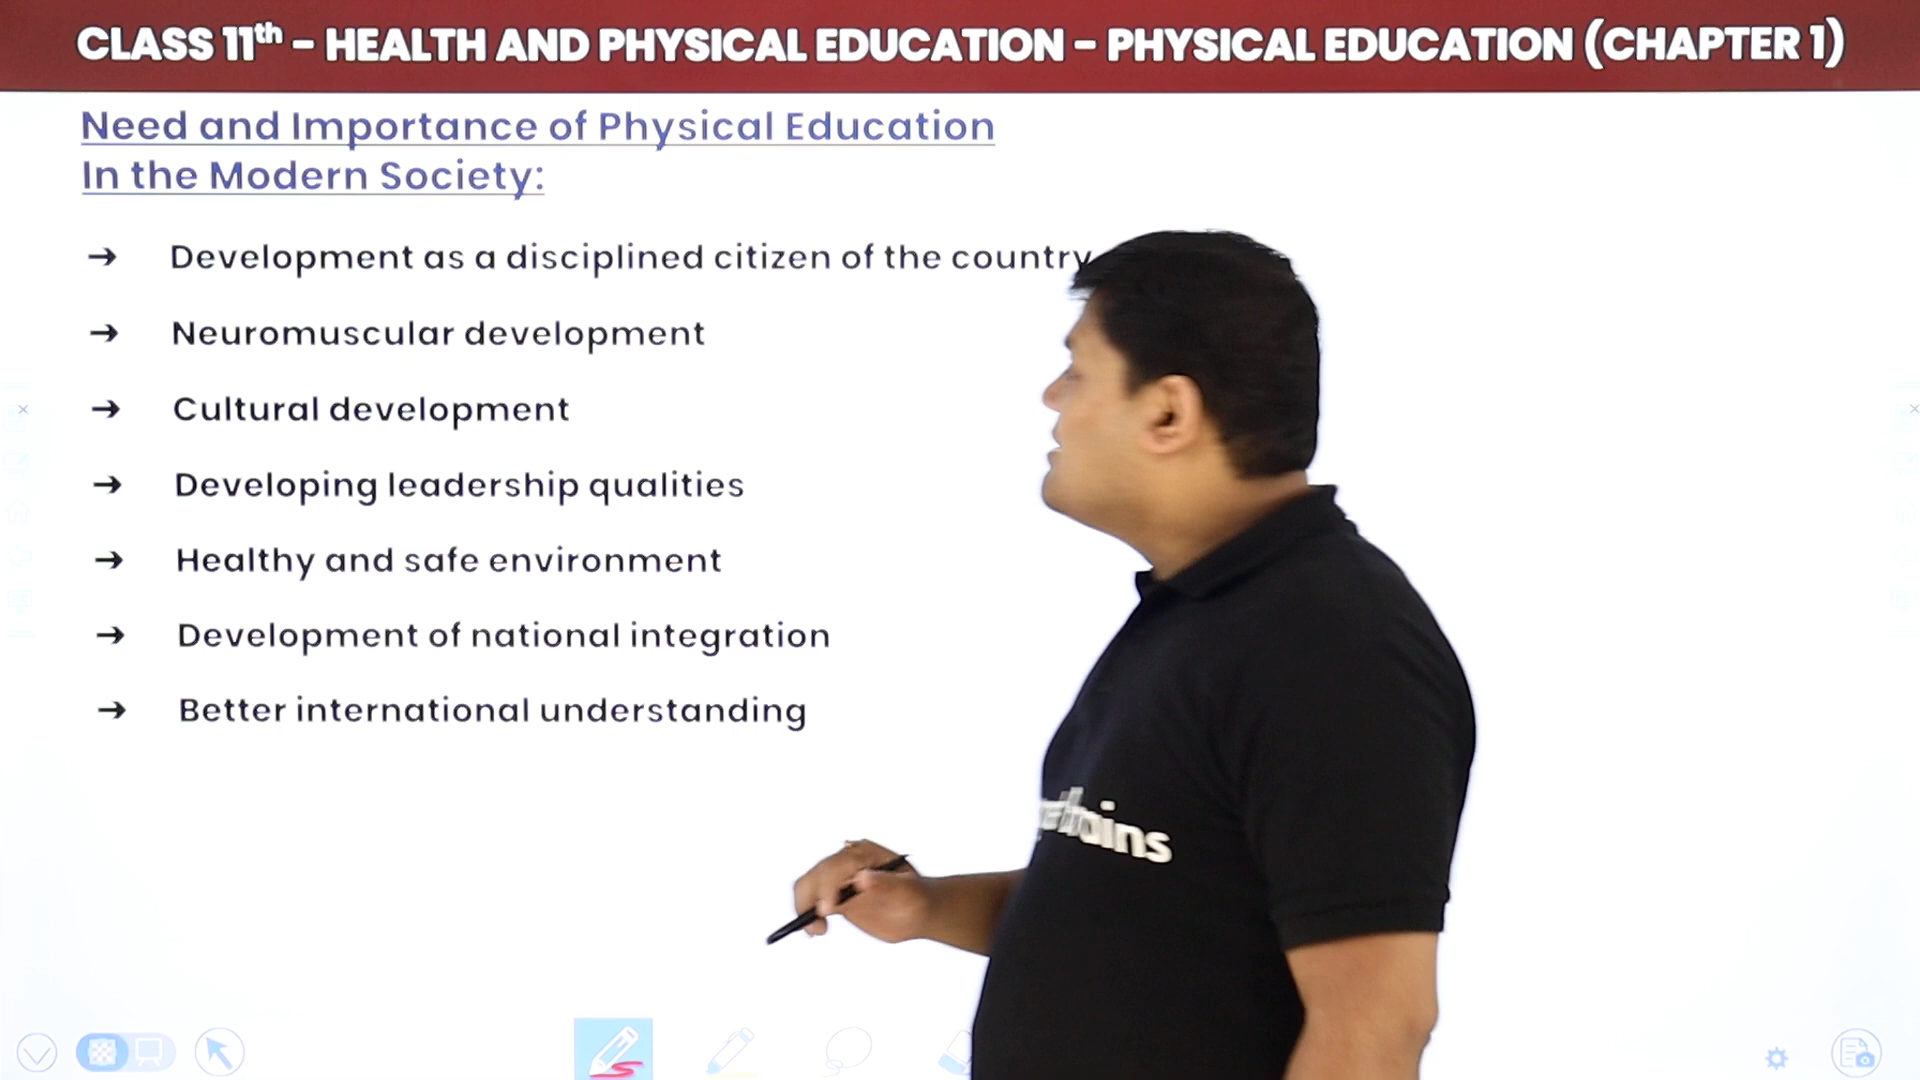 CLASS 11th - HEALTH AND PHYSICAL EDUCATION - PHYSICAL EDUCATION (CHAPTER 1)
Need and Importance of Physical Education
In the Modern Society:
→ Development as a disciplined citizen of the country
→ Neuromuscular development
→ Cultural development
→ Developing leadership qualities
→ Healthy and safe environment
→ Development of national integration
→ Better international understanding